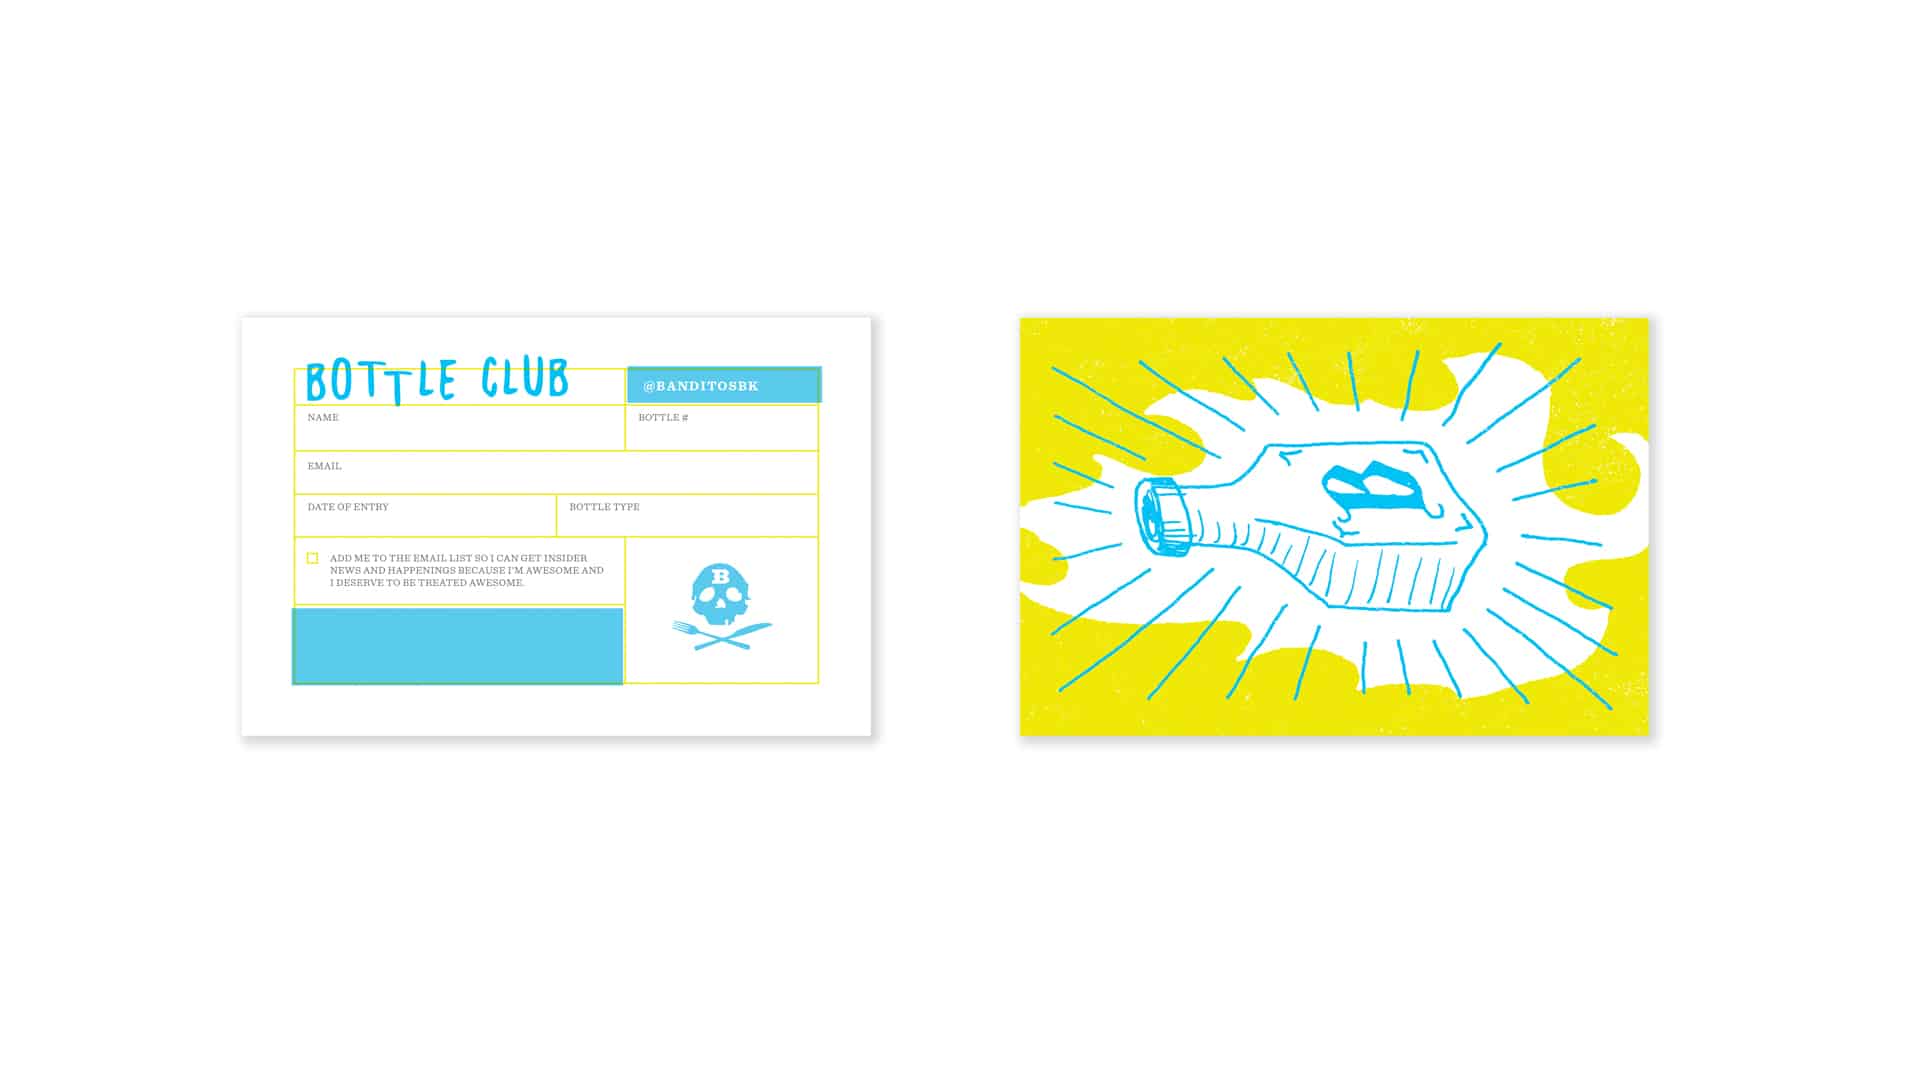 BOTTLE CLUB
@BANDITOSBK
NAME
BOTTLE #
EMAIL
DATE OF ENTRY
BOTTLE TYPE
ADD ME TO THE EMAIL LIST SO I CAN GET INSIDER
NEWS AND HAPPENINGS BECAUSE I'M AWESOME AND
I DESERVE TO BE TREATED AWESOME.
B
B